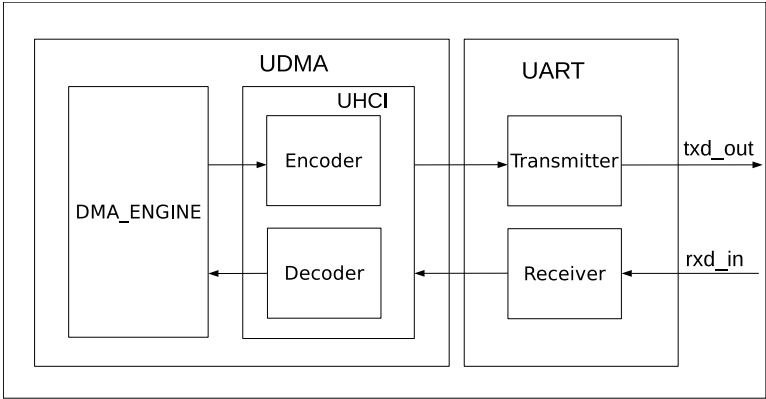 UDMA
UART
UHCI
DMA_ENGINE
Encoder
Decoder
Transmitter
Receiver
txd_out
rxd_in